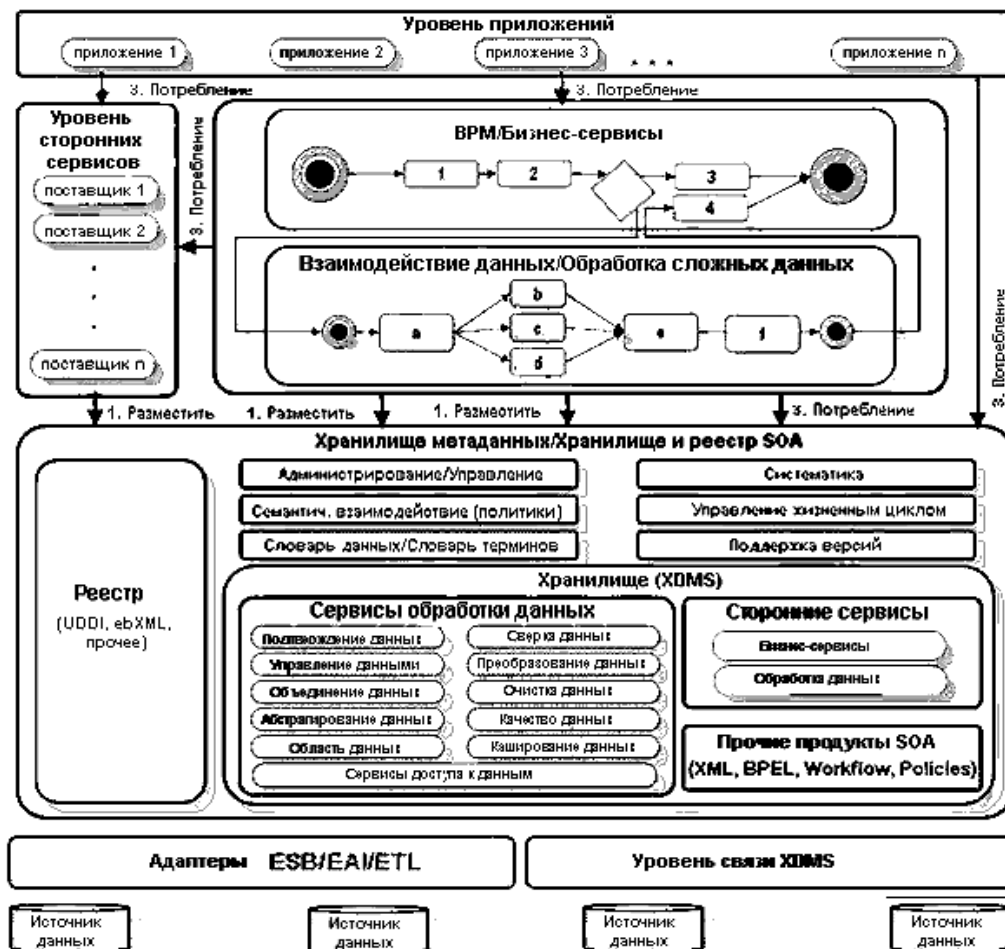 Уровень приложений
приложение 1
приложение 2
приложение 3
. . .
приложение n
3. Потребление
3. Потребление
Уровень
сторонних
сервисов
поставщик 1
поставщик 2
.
.
.
поставщик n
3. Потребление
BPM/Бизнес-сервисы
1
2
3
4
Взаимодействие данных/Обработка сложных данных
a
b
c
e
f
3. Потребление
1. Разместить
1. Разместить
1. Разместить
3. Потребление
Хранилище метаданных/Хранилище и реестр SOA
Реестр
(UDDI, ebXML,
прочее)
Администрирование/Управление
Семантич. взаимодействие (политики)
Словарь данных/Словарь терминов
Систематика
Управление жизненным циклом
Поддержка версий
Хранилище (XDMS)
Сервисы обработки данных
Подтверждение данных
Управление данными
Объединение данных
Абстрагирование данных
Область данных
Сверка данных
Преобразование данных
Очистка данных
Качество данных
Каширование данных
Сервисы доступа к данным
Сторонние сервисы
Бизнис-сервисы
Обработка данных
Прочие продукты SOA
(XML, BPEL, Workflow, Policies)
Адаптеры ESB/EAI/ETL
Уровень связи XDMS
Источник
данных
Источник
данных
Источник
данных
Источник
данных